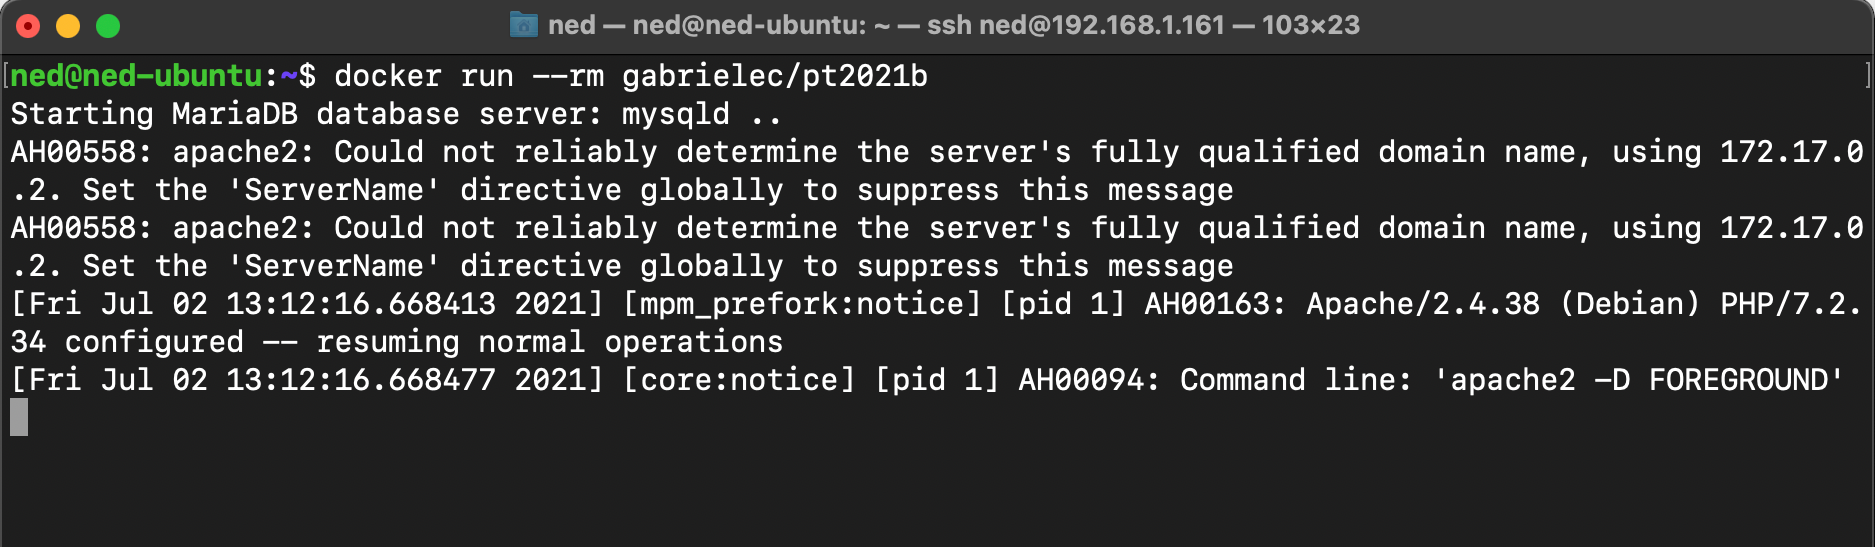 ned — ned@ned-ubuntu: ~ — ssh ned@192.168.1.161 — 103×23
[ned@ned-ubuntu:~$ docker run --rm gabrielec/pt2021b ]
Starting MariaDB database server: mysqld ..
AH00558: apache2: Could not reliably determine the server's fully qualified domain name, using 172.17.0
.2. Set the 'ServerName' directive globally to suppress this message
AH00558: apache2: Could not reliably determine the server's fully qualified domain name, using 172.17.0
.2. Set the 'ServerName' directive globally to suppress this message
[Fri Jul 02 13:12:16.668413 2021] [mpm_prefork:notice] [pid 1] AH00163: Apache/2.4.38 (Debian) PHP/7.2.
34 configured -- resuming normal operations
[Fri Jul 02 13:12:16.668477 2021] [core:notice] [pid 1] AH00094: Command line: 'apache2 -D FOREGROUND'